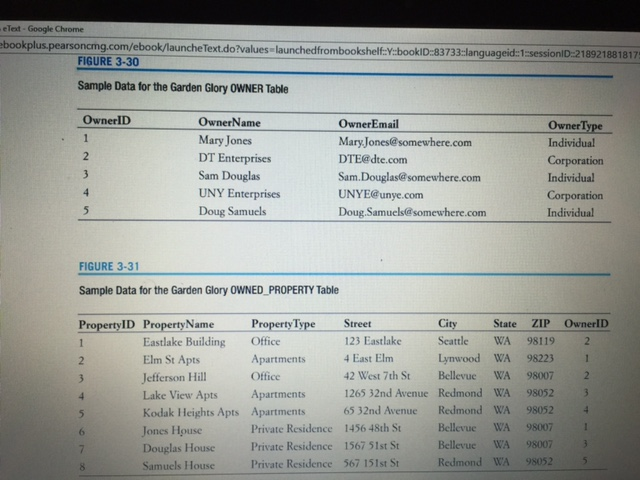 eText - Google Chrome
ebookplus.pearsoncmg.com/ebook/launcheText.do?values=launchedfrombookshelf::Y::bookID::83733::languageid::1::sessionID::2189218818175
FIGURE 3-30
Sample Data for the Garden Glory OWNER Table
OwnerID OwnerName OwnerEmail OwnerType
1 Mary Jones Mary.Jones@somewhere.com Individual
2 DT Enterprises DTE@dte.com Corporation
3 Sam Douglas Sam.Douglas@somewhere.com Individual
4 UNY Enterprises UNYE@unye.com Corporation
5 Doug Samuels Doug.Samuels@somewhere.com Individual
FIGURE 3-31
Sample Data for the Garden Glory OWNED_PROPERTY Table
PropertyID PropertyName PropertyType Street City State ZIP OwnerID
1 Eastlake Building Office 123 Eastlake Seattle WA 98119 2
2 Elm St Apts Apartments 4 East Elm Lynwood WA 98223 1
3 Jefferson Hill Office 42 West 7th St Bellevue WA 98007 2
4 Lake View Apts Apartments 1265 32nd Avenue Redmond WA 98052 3
5 Kodak Heights Apts Apartments 65 32nd Avenue Redmond WA 98052 4
6 Jones House Private Residence 1456 48th St Bellevue WA 98007 1
7 Douglas House Private Residence 1567 51st St Bellevue WA 98007 3
8 Samuels House Private Residence 567 151st St Redmond WA 98052 5